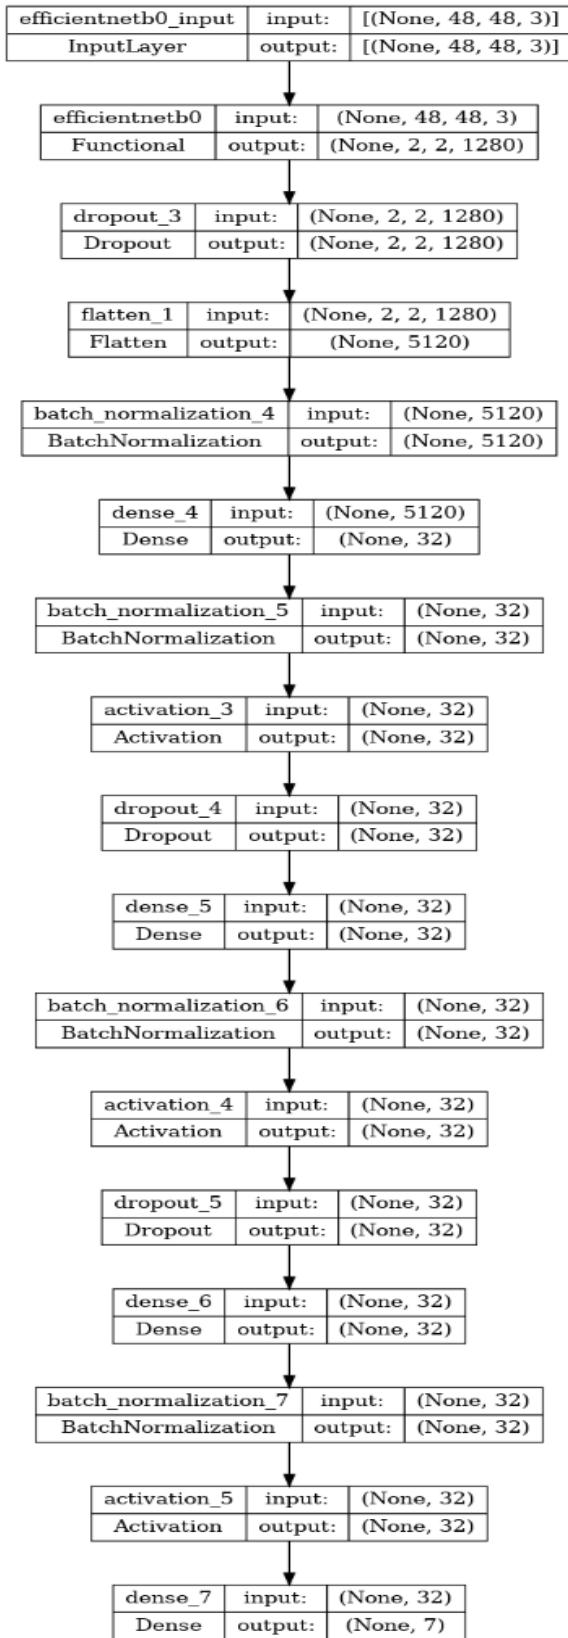 efficientnetb0_input input: [(None, 48, 48, 3)]
InputLayer output: [(None, 48, 48, 3)]
efficientnetb0 input: (None, 48, 48, 3)
Functional output: (None, 2, 2, 1280)
dropout_3 input: (None, 2, 2, 1280)
Dropout output: (None, 2, 2, 1280)
flatten_1 input: (None, 2, 2, 1280)
Flatten output: (None, 5120)
batch_normalization_4 input: (None, 5120)
BatchNormalization output: (None, 5120)
dense_4 input: (None, 5120)
Dense output: (None, 32)
batch_normalization_5 input: (None, 32)
BatchNormalization output: (None, 32)
activation_3 input: (None, 32)
Activation output: (None, 32)
dropout_4 input: (None, 32)
Dropout output: (None, 32)
dense_5 input: (None, 32)
Dense output: (None, 32)
batch_normalization_6 input: (None, 32)
BatchNormalization output: (None, 32)
activation_4 input: (None, 32)
Activation output: (None, 32)
dropout_5 input: (None, 32)
Dropout output: (None, 32)
dense_6 input: (None, 32)
Dense output: (None, 32)
batch_normalization_7 input: (None, 32)
BatchNormalization output: (None, 32)
activation_5 input: (None, 32)
Activation output: (None, 32)
dense_7 input: (None, 32)
Dense output: (None, 7)